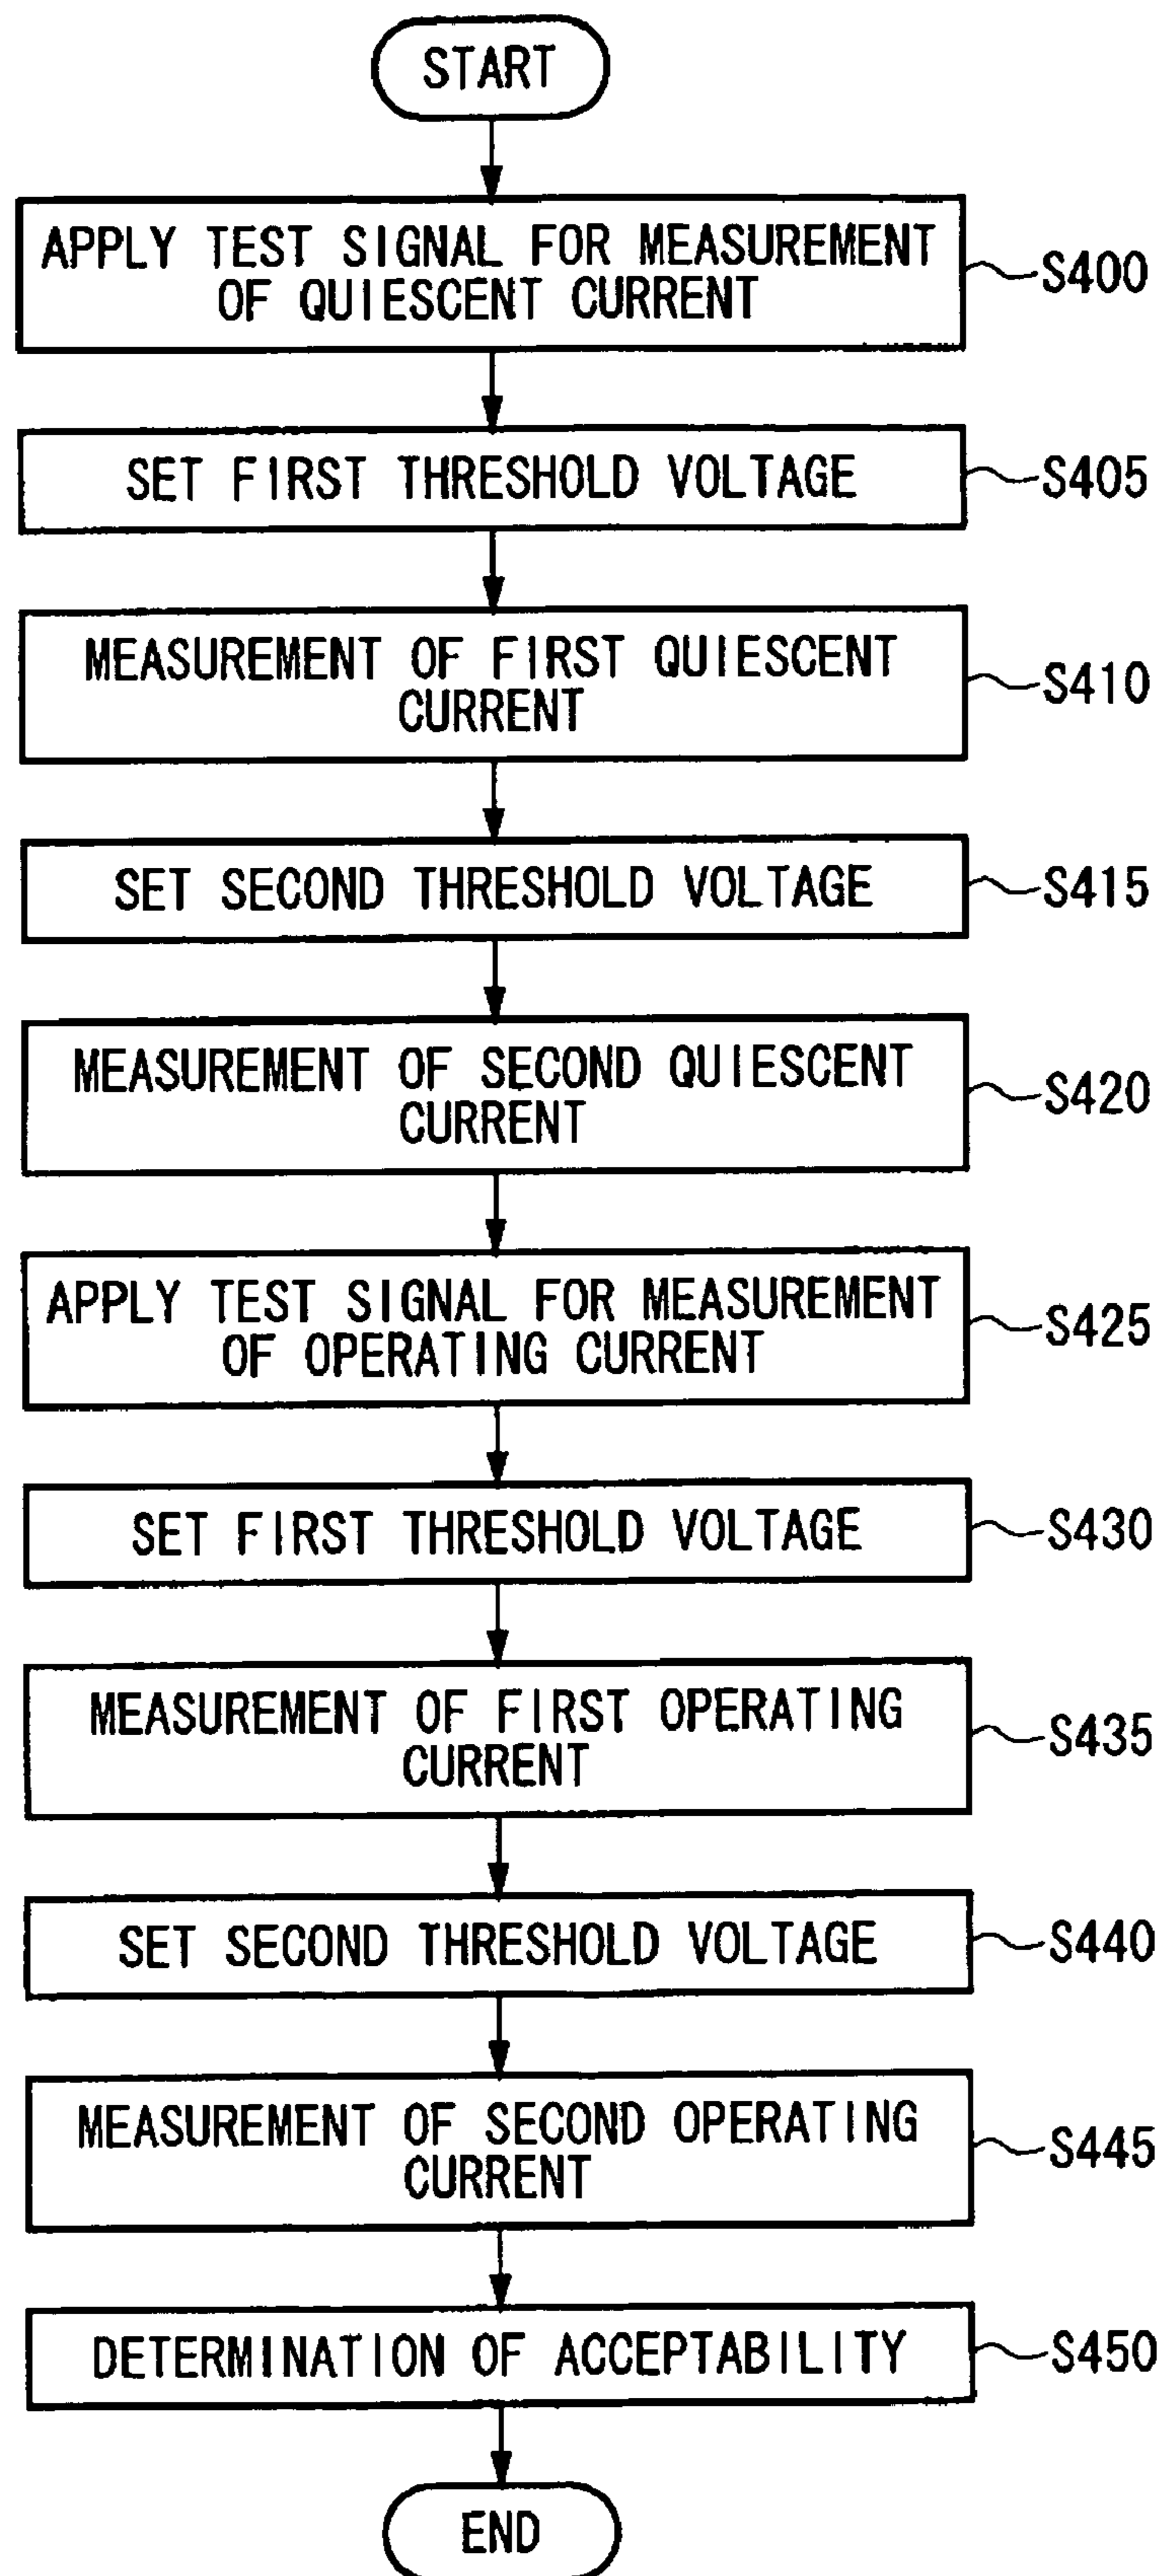 START
APPLY TEST SIGNAL FOR MEASUREMENT
OF QUIESCENT CURRENT
S400
SET FIRST THRESHOLD VOLTAGE
S405
MEASUREMENT OF FIRST QUIESCENT
CURRENT
S410
SET SECOND THRESHOLD VOLTAGE
S415
MEASUREMENT OF SECOND QUIESCENT
CURRENT
S420
APPLY TEST SIGNAL FOR MEASUREMENT
OF OPERATING CURRENT
S425
SET FIRST THRESHOLD VOLTAGE
S430
MEASUREMENT OF FIRST OPERATING
CURRENT
S435
SET SECOND THRESHOLD VOLTAGE
S440
MEASUREMENT OF SECOND OPERATING
CURRENT
S445
DETERMINATION OF ACCEPTABILITY
S450
END